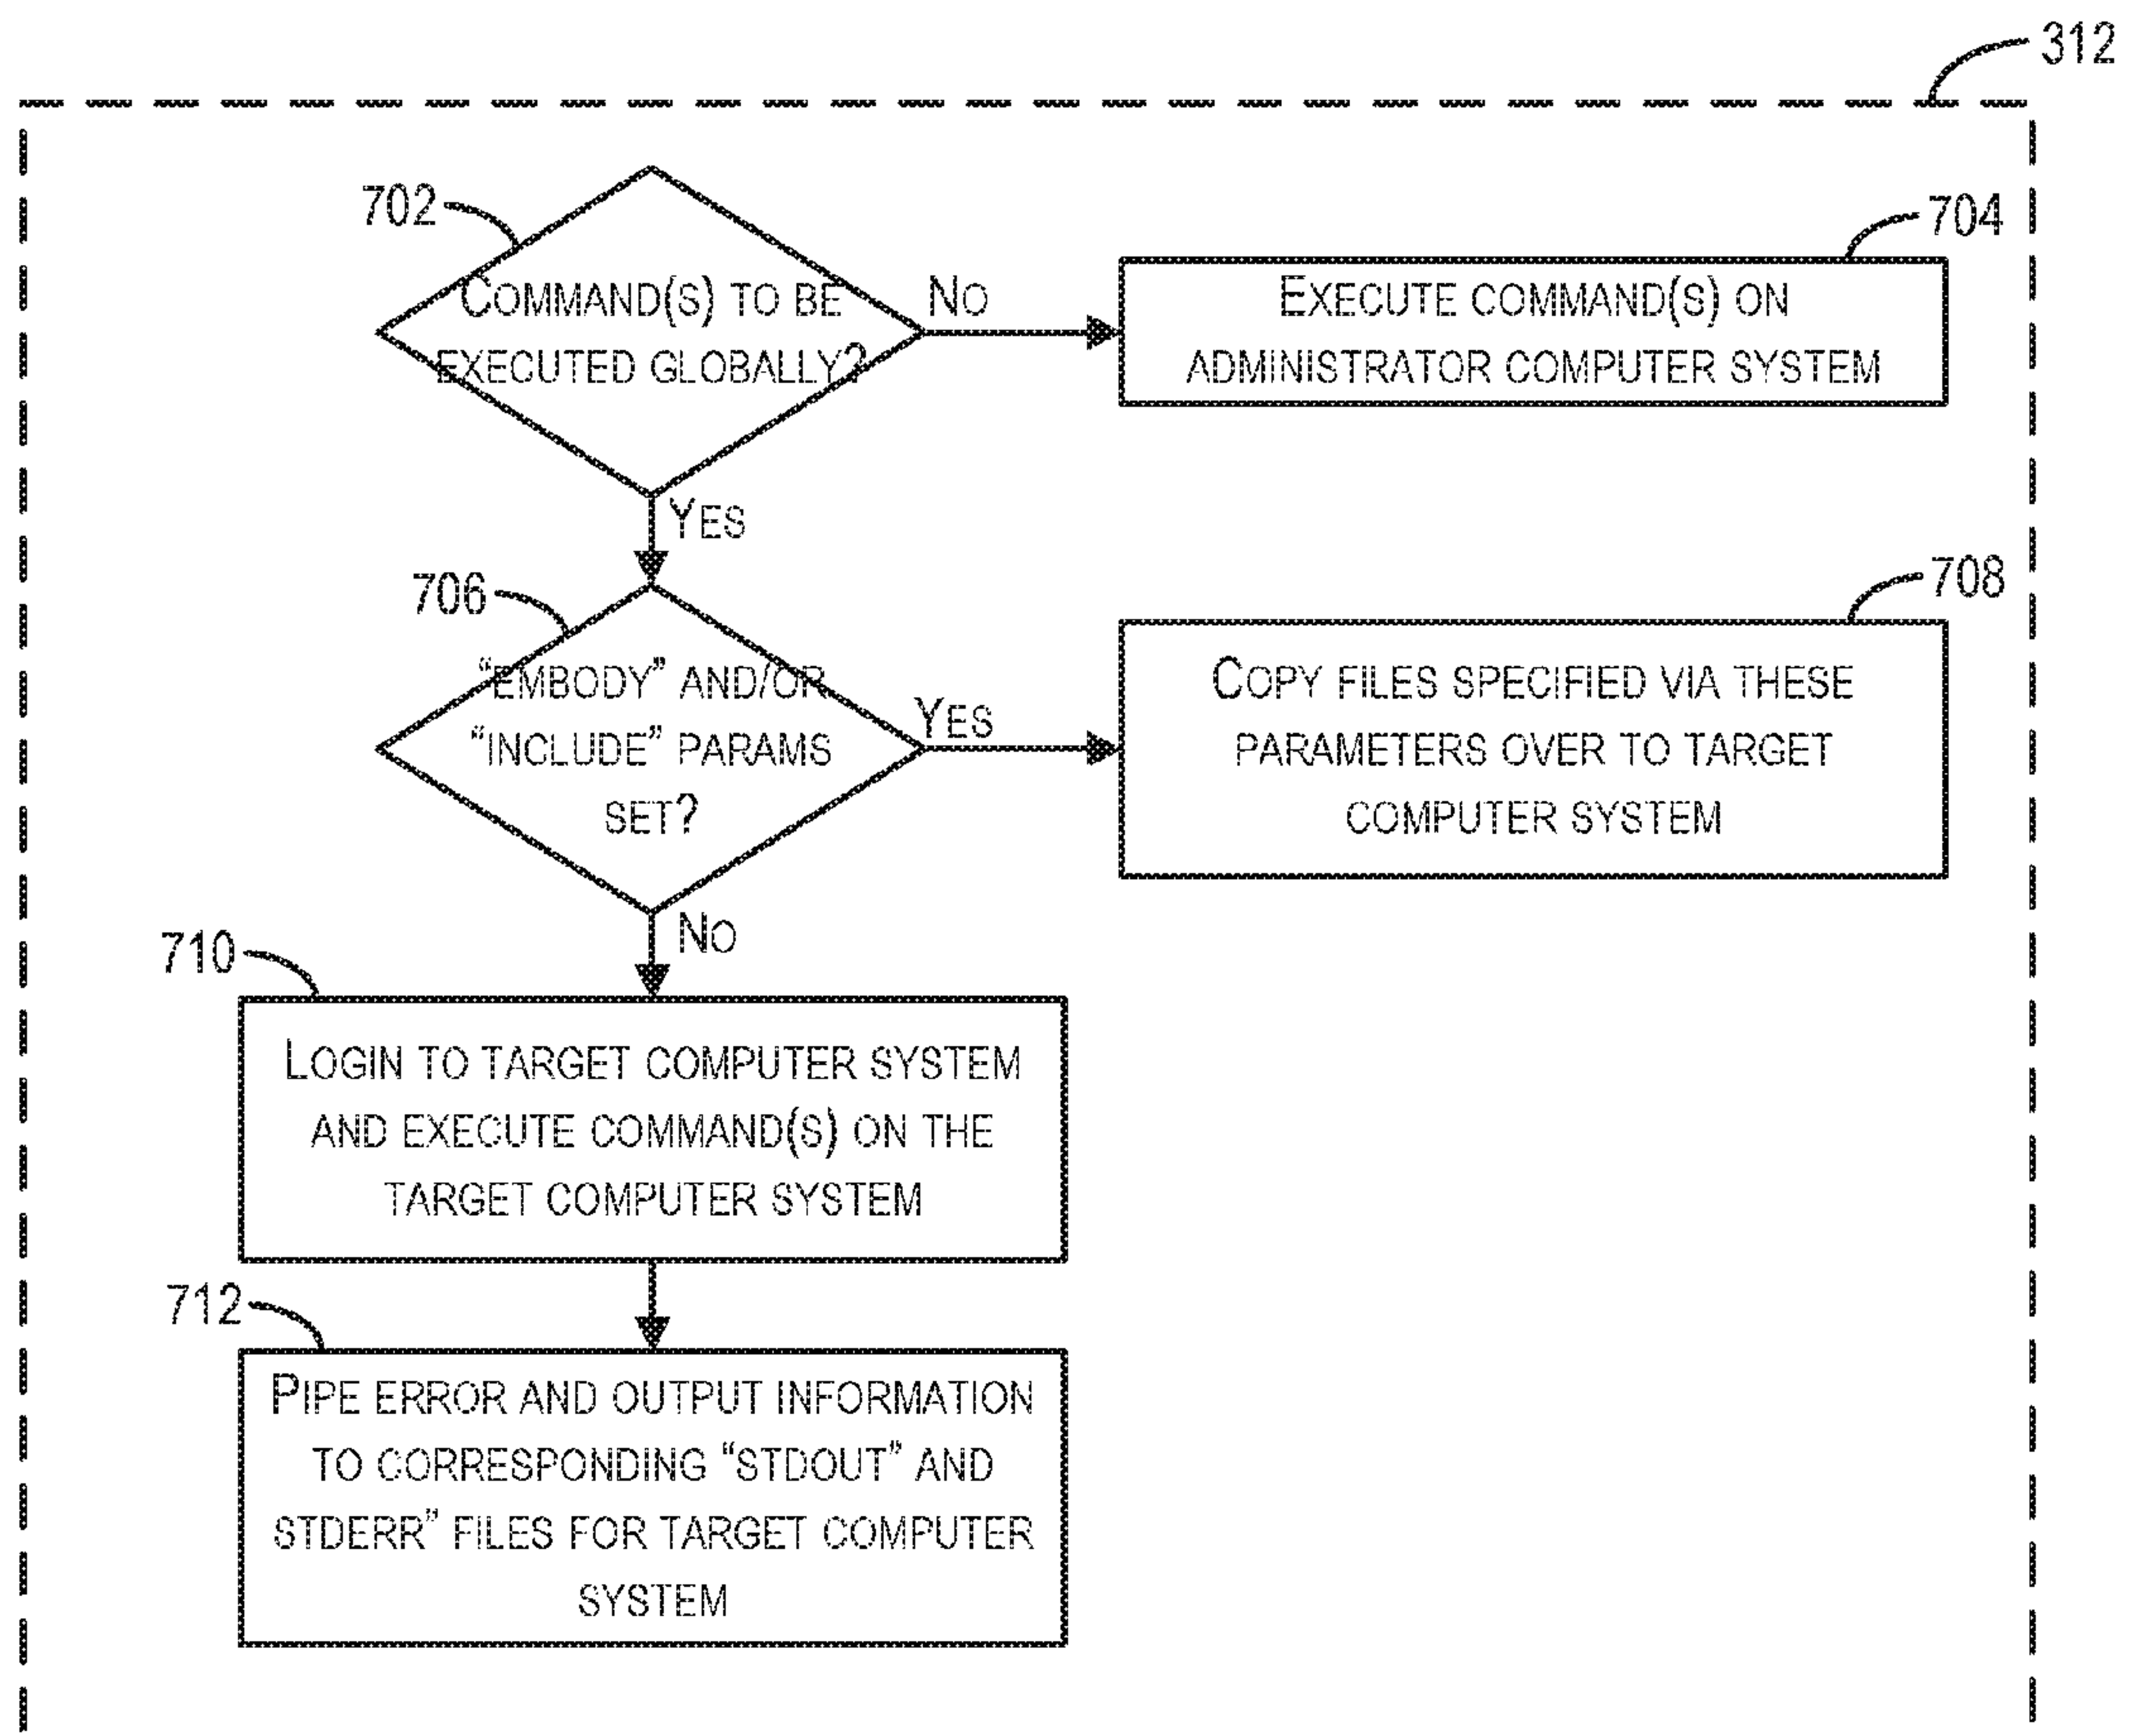 312
702
COMMAND(S) TO BE
EXECUTED GLOBALLY?
NO
704
EXECUTE COMMAND(S) ON
ADMINISTRATOR COMPUTER SYSTEM
YES
706
“EMBODY” AND/OR
“INCLUDE” PARAMS
SET?
YES
708
COPY FILES SPECIFIED VIA THESE
PARAMETERS OVER TO TARGET
COMPUTER SYSTEM
NO
710
LOGIN TO TARGET COMPUTER SYSTEM
AND EXECUTE COMMAND(S) ON THE
TARGET COMPUTER SYSTEM
712
PIPE ERROR AND OUTPUT INFORMATION
TO CORRESPONDING “STDOUT” AND
STDERR” FILES FOR TARGET COMPUTER
SYSTEM